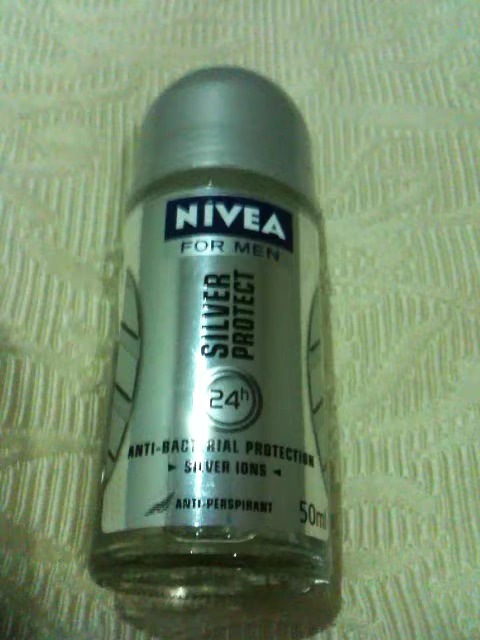 NIVEA
FOR MEN
SILVER
PROTECT
24h
ANTI-BACTERIAL PROTECTION
SILVER IONS
ANTI-PERSPIRANT
50ml